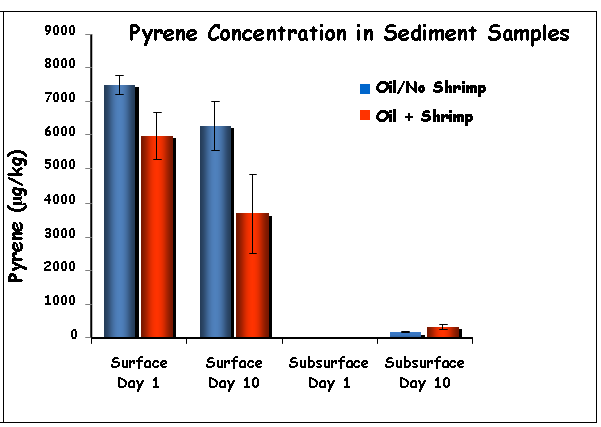 Pyrene Concentration in Sediment Samples
9000
8000
7000
6000
5000
4000
3000
2000
1000
0
Pyrene (µg/kg)
Oil/No Shrimp
Oil + Shrimp
Surface
Day 1
Surface
Day 10
Subsurface
Day 1
Subsurface
Day 10